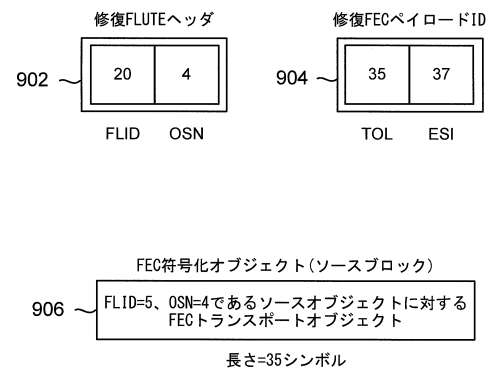 修復FLUTEヘッダ
修復FECペイロードID
902
20
4
904
35
37
FLID
OSN
TOL
ESI
FEC符号化オブジェクト(ソースブロック)
906
FLID=5、OSN=4であるソースオブジェクトに対する
FECトランスポートオブジェクト
長さ=35シンボル